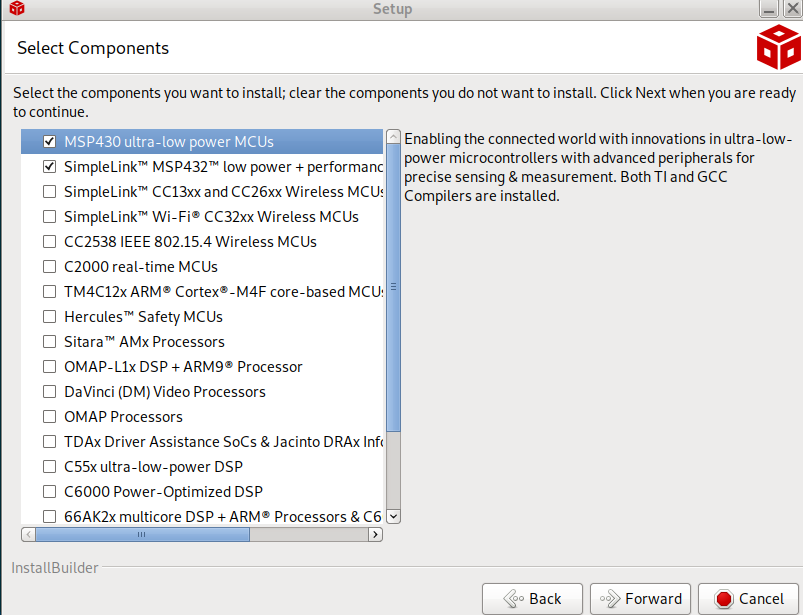 Setup
Select Components
Select the components you want to install; clear the components you do not want to install. Click Next when you are ready
to continue.
MSP430 ultra-low power MCUs
SimpleLink™ MSP432™ low power + performanc
SimpleLink™ CC13xx and CC26xx Wireless MCUs
SimpleLink™ Wi-Fi® CC32xx Wireless MCUs
CC2538 IEEE 802.15.4 Wireless MCUs
C2000 real-time MCUs
TM4C12x ARM® Cortex®-M4F core-based MCUs
Hercules™ Safety MCUs
Sitara™ AMx Processors
OMAP-L1x DSP + ARM9® Processor
DaVinci (DM) Video Processors
OMAP Processors
TDAx Driver Assistance SoCs & Jacinto DRAx Info
C55x ultra-low-power DSP
C6000 Power-Optimized DSP
66AK2x multicore DSP + ARM® Processors & C6
Enabling the connected world with innovations in ultra-low-
power microcontrollers with advanced peripherals for
precise sensing & measurement. Both TI and GCC
Compilers are installed.
InstallBuilder
Back
Forward
Cancel